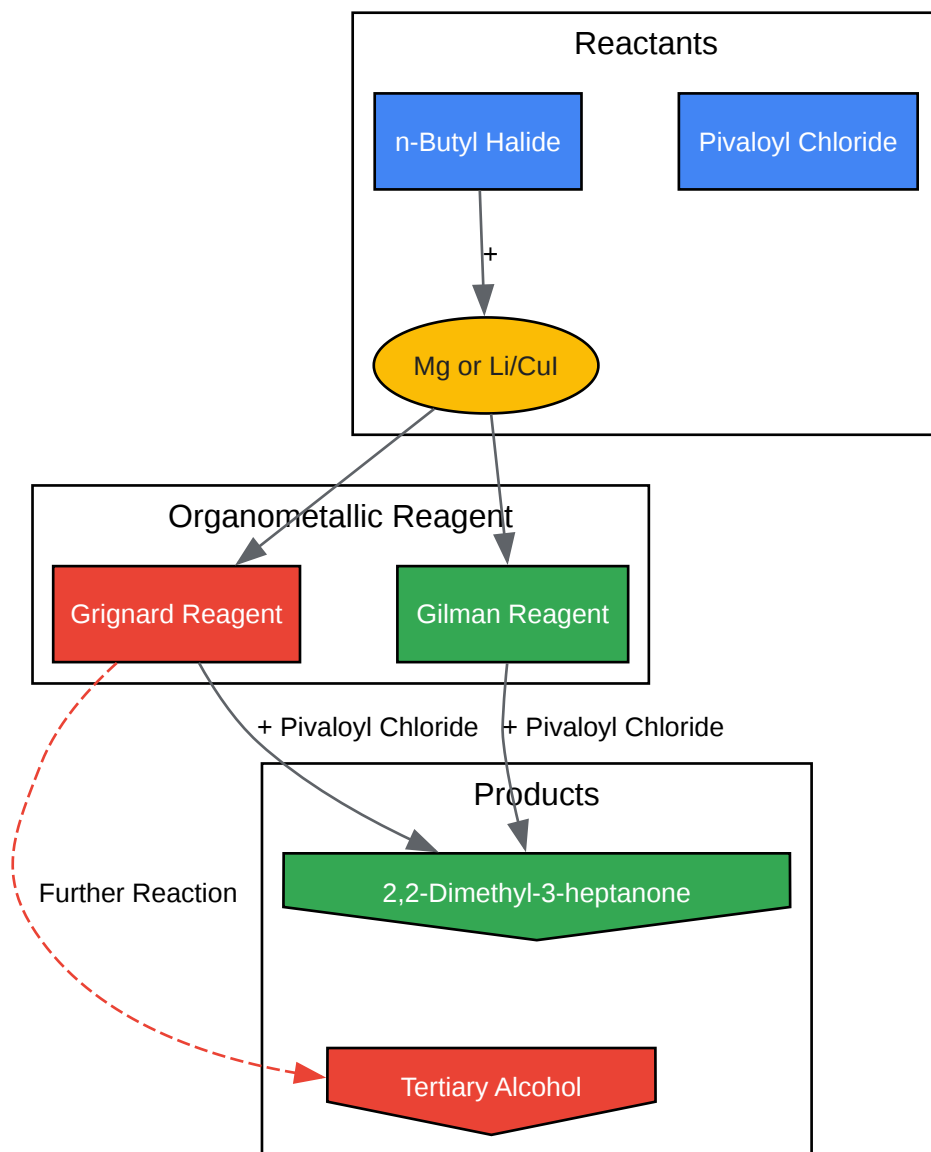 Reactants
n-Butyl Halide
Pivaloyl Chloride
+
Mg or Li/CuI
Organometallic Reagent
Grignard Reagent
Gilman Reagent
+ Pivaloyl Chloride
+ Pivaloyl Chloride
Products
2,2-Dimethyl-3-heptanone
Further Reaction
Tertiary Alcohol